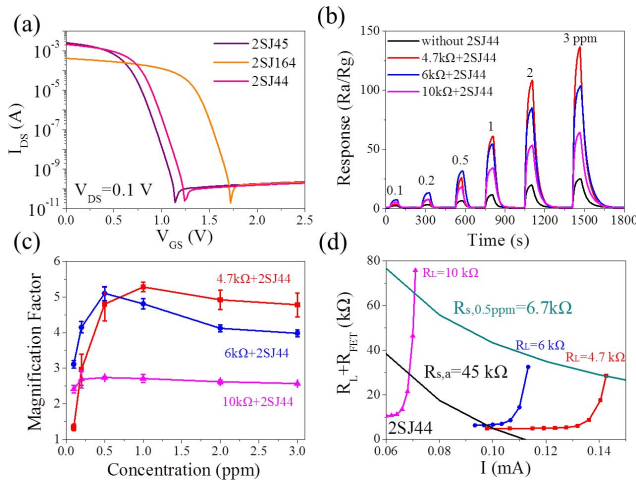 (a)
10⁻³
10⁻⁵
10⁻⁷
10⁻⁹
10⁻¹¹
I_DS (A)
2SJ45
2SJ164
2SJ44
V_DS=0.1 V
0.0 0.5 1.0 1.5 2.0 2.5
V_GS (V)
(b)
150
100
50
0
Response (Ra/Rg)
without 2SJ44
4.7kΩ+2SJ44
6kΩ+2SJ44
10kΩ+2SJ44
3 ppm
2
1
0.5
0.2
0.1
0 300 600 900 1200 1500 1800
Time (s)
(c)
6
5
4
3
2
1
Magnification Factor
4.7kΩ+2SJ44
6kΩ+2SJ44
10kΩ+2SJ44
0.0 0.5 1.0 1.5 2.0 2.5 3.0
Concentration (ppm)
(d)
80
60
40
20
0
R_L+R_FET (kΩ)
R_L=10 kΩ
R_s,0.5ppm=6.7kΩ
R_L=6 kΩ
R_L=4.7 kΩ
R_s,a=45 kΩ
2SJ44
0.06 0.08 0.10 0.12 0.14
I (mA)